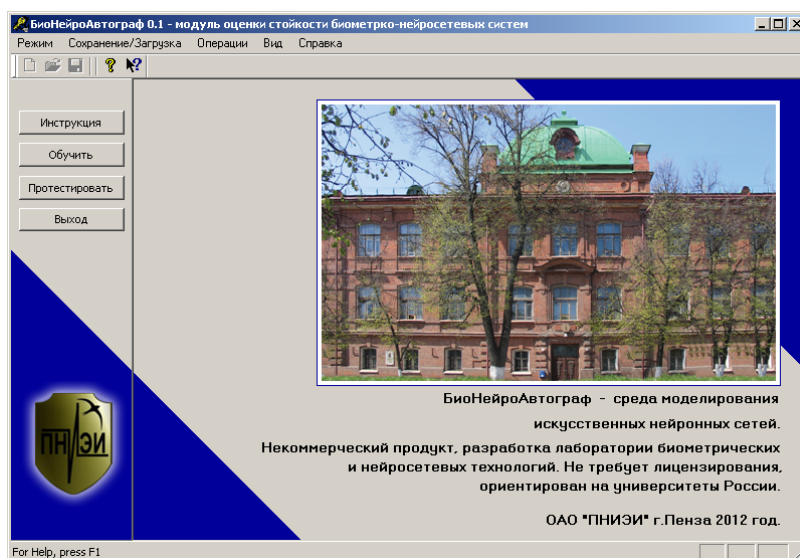 БиоНейроАвтограф 0.1 - модуль оценки стойкости биометрко-нейросетевых систем
Режим Сохранение/Загрузка Операции Вид Справка
Инструкция
Обучить
Протестировать
Выход
ПНИЭИ
БиоНейроАвтограф - среда моделирования
искусственных нейронных сетей.
Некоммерческий продукт, разработка лаборатории биометрических
и нейросетевых технологий. Не требует лицензирования,
ориентирован на университеты России.
ОАО "ПНИЭИ" г.Пенза 2012 год.
For Help, press F1